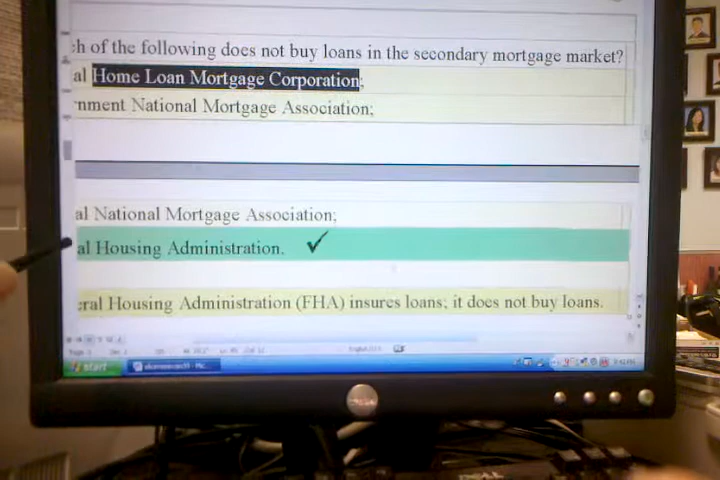 :h of the following does not buy loans in the secondary mortgage market?
al Home Loan Mortgage Corporation;
nment National Mortgage Association;
al National Mortgage Association;
al Housing Administration. ✓
eral Housing Administration (FHA) insures loans; it does not buy loans.
start
DELL